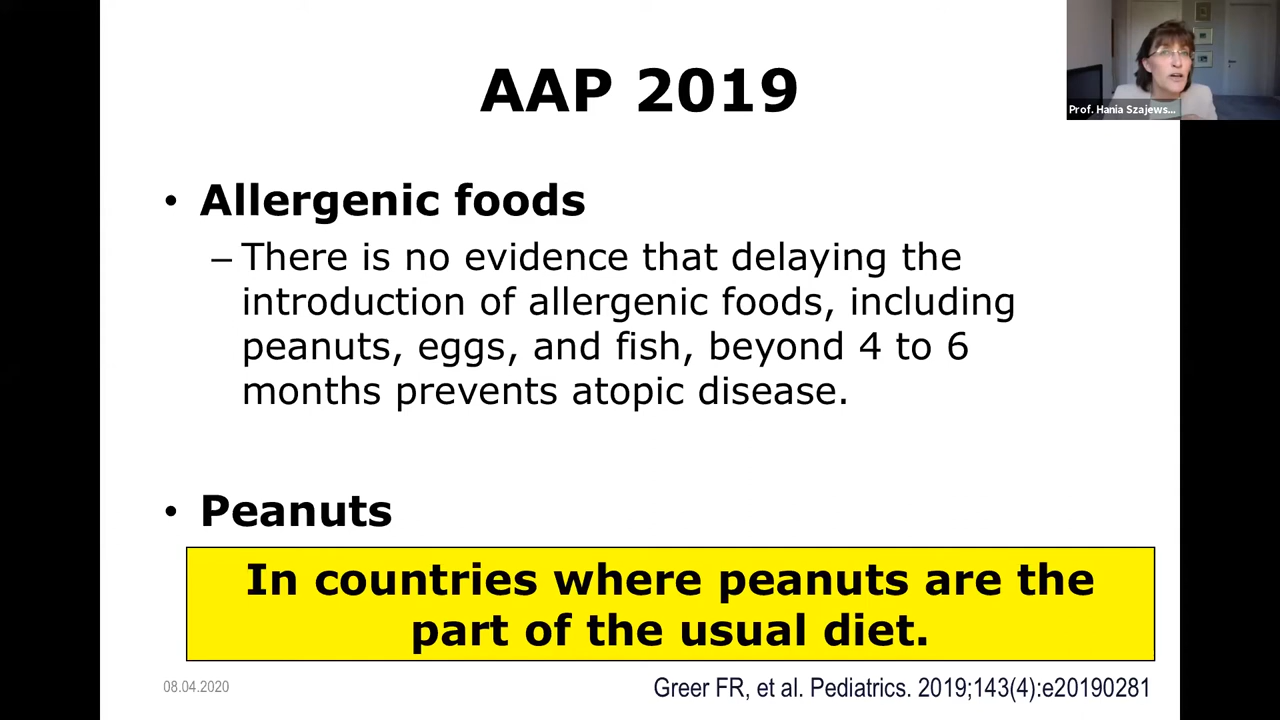 AAP 2019
Prof. Hania Szajews...
• Allergenic foods
– There is no evidence that delaying the
introduction of allergenic foods, including
peanuts, eggs, and fish, beyond 4 to 6
months prevents atopic disease.
• Peanuts
In countries where peanuts are the
part of the usual diet.
08.04.2020
Greer FR, et al. Pediatrics. 2019;143(4):e20190281